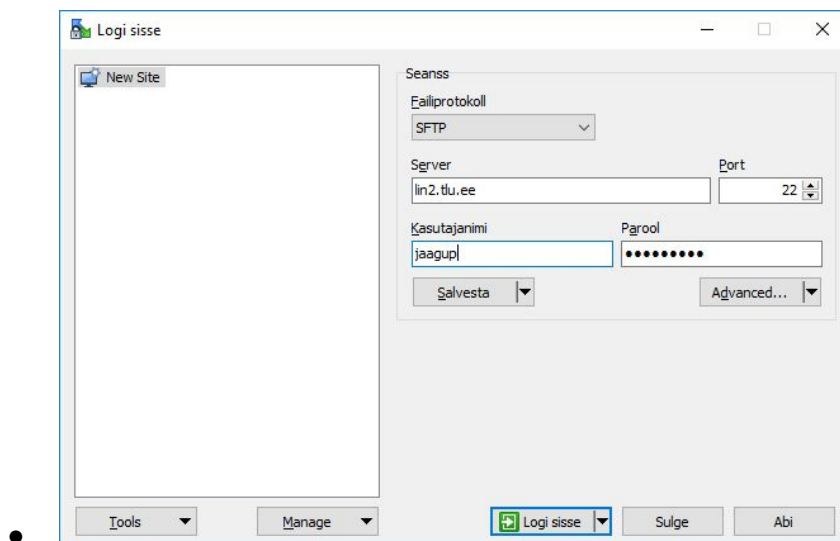 Logi sisse
New Site
Seanss
Failiprotokoll
SFTP
Server Port
lin2.tlu.ee 22
Kasutajanimi Parool
jaagup •••••••••
Salvesta Advanced...
Tools Manage Logi sisse Sulge Abi